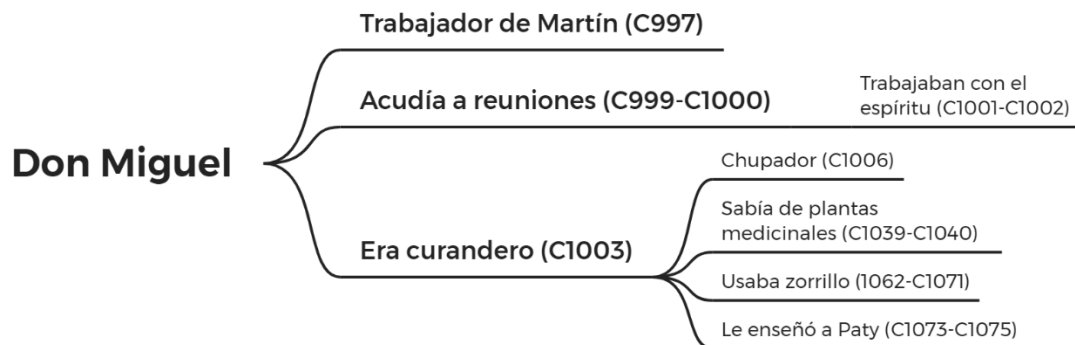 Don Miguel
Trabajador de Martín (C997)
Acudía a reuniones (C999-C1000)
Trabajaban con el
espíritu (C1001-C1002)
Era curandero (C1003)
Chupador (C1006)
Sabía de plantas
medicinales (C1039-C1040)
Usaba zorrillo (1062-C1071)
Le enseñó a Paty (C1073-C1075)